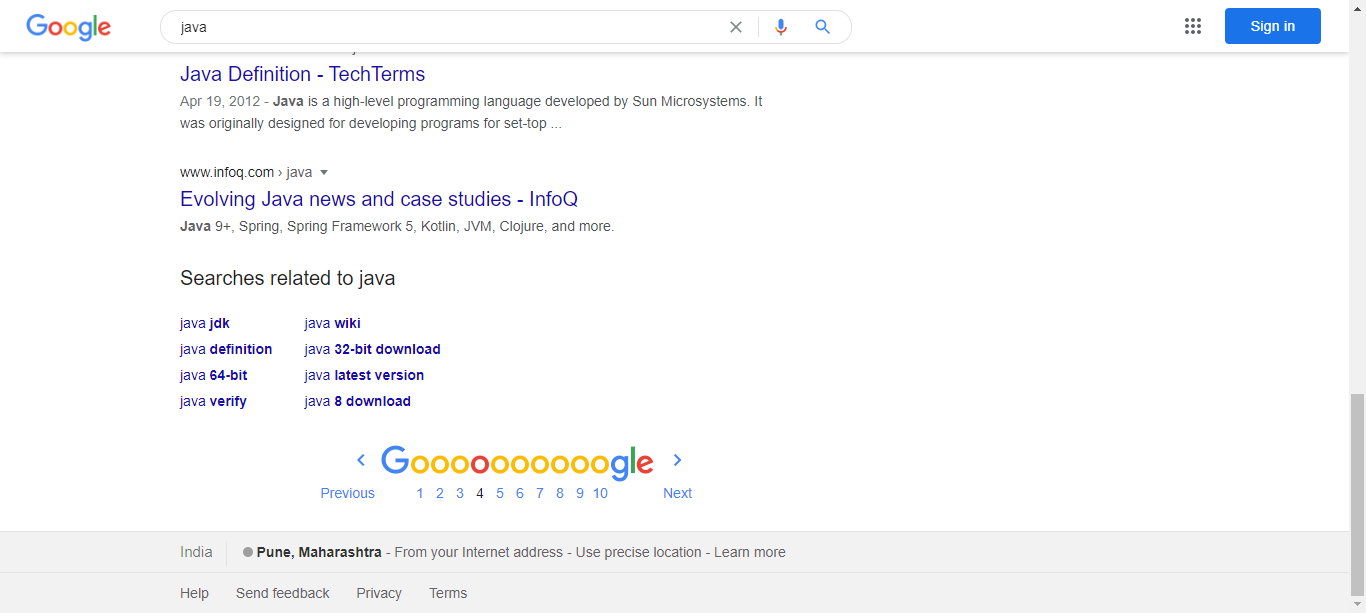 Google
java
Sign in
Java Definition - TechTerms
Apr 19, 2012 - Java is a high-level programming language developed by Sun Microsystems. It
was originally designed for developing programs for set-top ...
www.infoq.com › java
Evolving Java news and case studies - InfoQ
Java 9+, Spring, Spring Framework 5, Kotlin, JVM, Clojure, and more.
Searches related to java
java jdk java wiki
java definition java 32-bit download
java 64-bit java latest version
java verify java 8 download
Goooooooooogle
Previous 1 2 3 4 5 6 7 8 9 10 Next
India Pune, Maharashtra - From your Internet address - Use precise location - Learn more
Help Send feedback Privacy Terms